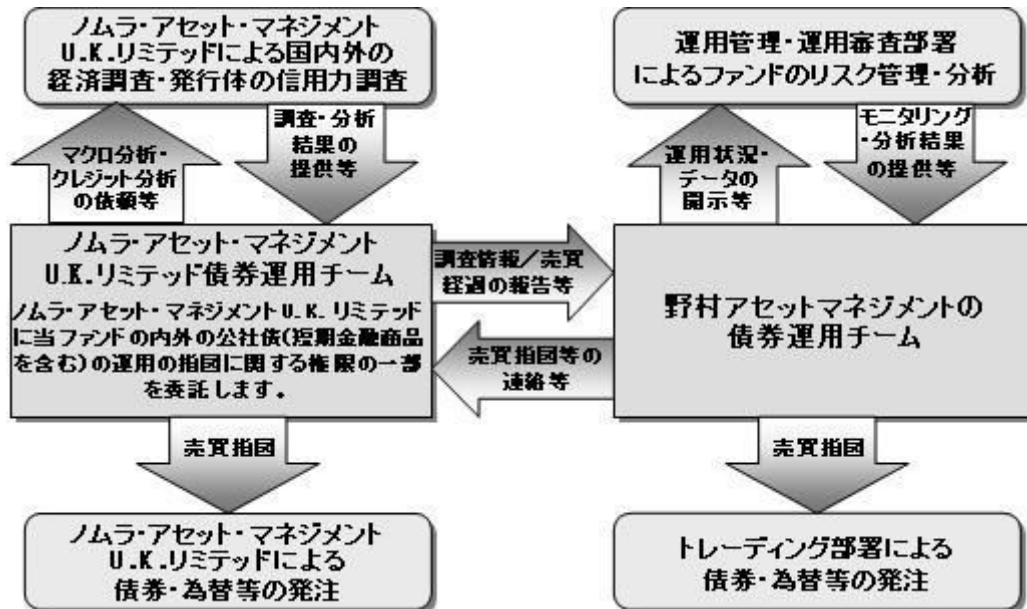 ノムラ・アセット・マネジメント
U.K.リミテッドによる国内外の
経済調査・発行体の信用力調査
運用管理・運用審査部署
によるファンドのリスク管理・分析
マクロ分析・
クレジット分析
の依頼等
調査・分析
結果の
提供等
運用状況・
データの
開示等
モニタリング
・分析結果
の提供等
ノムラ・アセット・マネジメント
U.K.リミテッド債券運用チーム
ノムラ・アセット・マネジメントU.K.リミテッド
に当ファンドの内外の公社債(短期金融商品
を含む)の運用の指図に関する権限の一部
を委託します。
調査情報/売買
経過の報告等
売買指図等の
連絡等
野村アセットマネジメントの
債券運用チーム
売買指図
売買指図
ノムラ・アセット・マネジメント
U.K.リミテッドによる
債券・為替等の発注
トレーディング部署による
債券・為替等の発注